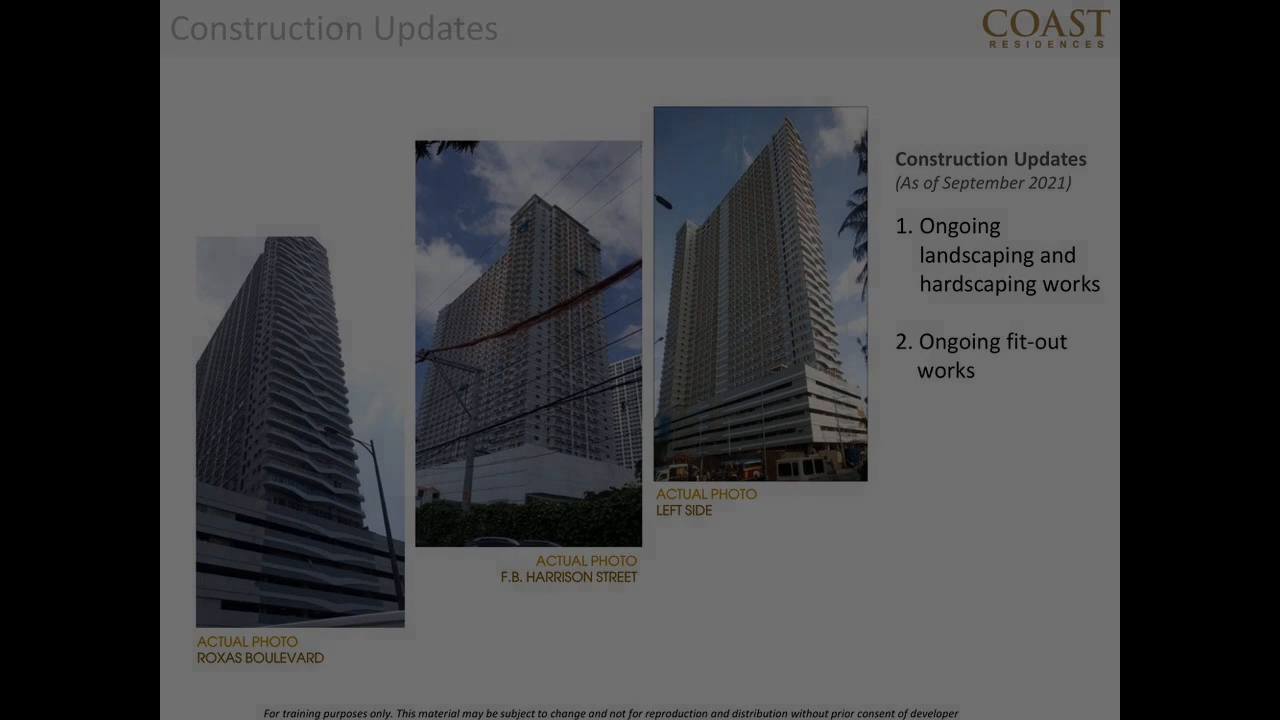 Construction Updates
COAST
RESIDENCES
Construction Updates
(As of September 2021)
1. Ongoing
landscaping and
hardscaping works
2. Ongoing fit-out
works
ACTUAL PHOTO
LEFT SIDE
ACTUAL PHOTO
F.B. HARRISON STREET
ACTUAL PHOTO
ROXAS BOULEVARD
For training purposes only. This material may be subject to change and not for reproduction and distribution without prior consent of developer